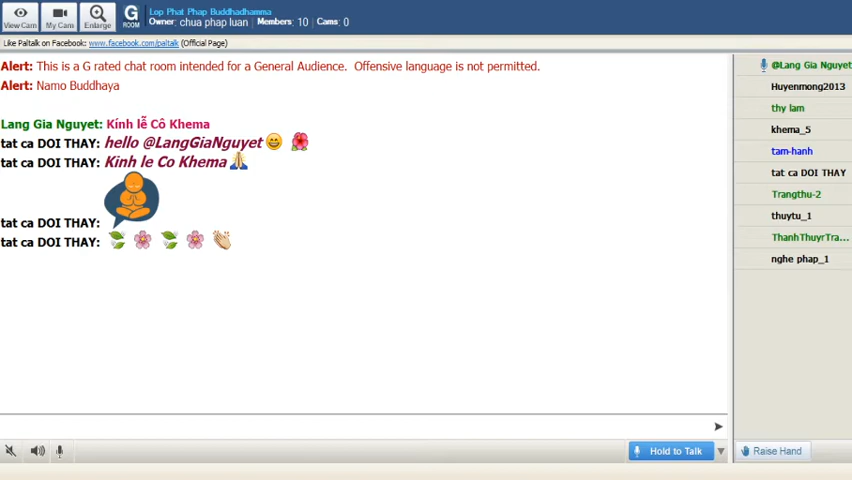 Lop Phat Phap Buddhadhamma
Owner: chua phap luan Members: 10 Cams: 0
View Cam
My Cam
Enlarge
G
ROOM
Like Paltalk on Facebook: www.facebook.com/paltalk (Official Page)
Alert: This is a G rated chat room intended for a General Audience. Offensive language is not permitted.
Alert: Namo Buddhaya
Lang Gia Nguyet: Kính lễ Cô Khema
tat ca DOI THAY: hello @LangGiaNguyet
tat ca DOI THAY: Kinh le Co Khema
tat ca DOI THAY:
tat ca DOI THAY:
@Lang Gia Nguyet
Huyenmong2013
thy lam
khema_5
tam-hanh
tat ca DOI THAY
Trangthu-2
thuytu_1
ThanhThuyrTra...
nghe phap_1
Hold to Talk
Raise Hand